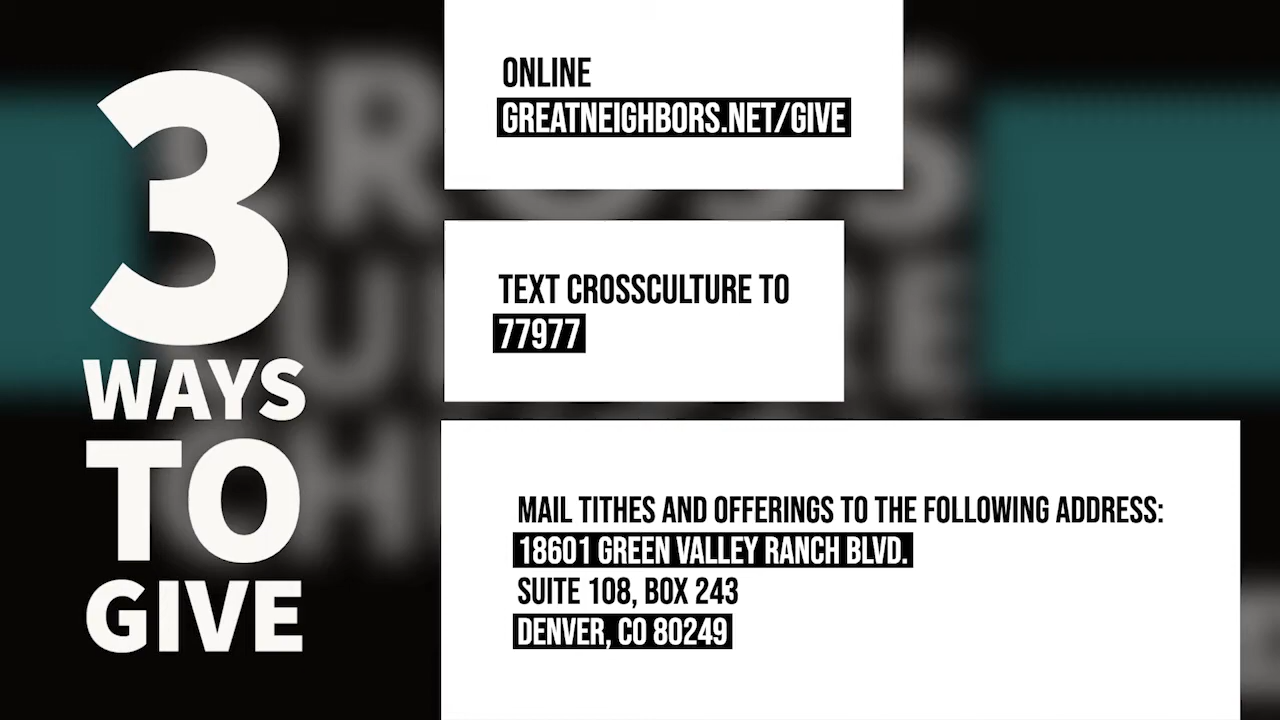 3
WAYS
TO
GIVE
ONLINE
GREATNEIGHBORS.NET/GIVE
TEXT CROSSCULTURE TO
77977
MAIL TITHES AND OFFERINGS TO THE FOLLOWING ADDRESS:
18601 GREEN VALLEY RANCH BLVD.
SUITE 108, BOX 243
DENVER, CO 80249